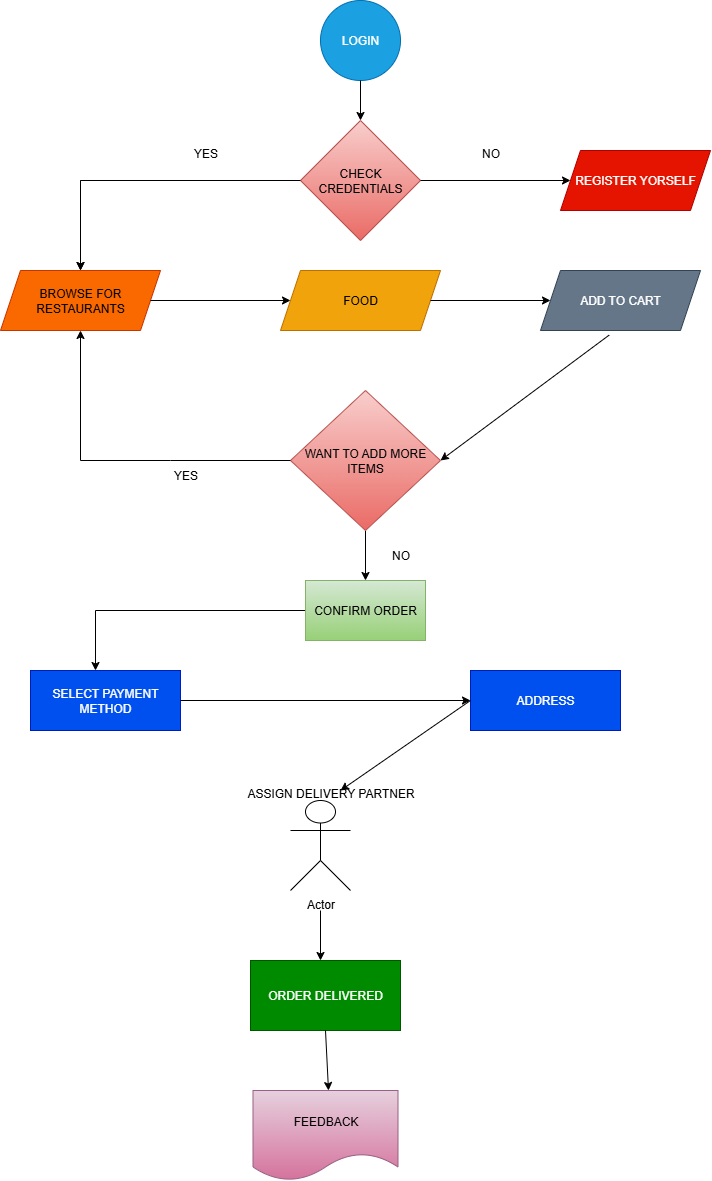 LOGIN
YES
NO
CHECK
CREDENTIALS
REGISTER YORSELF
BROWSE FOR
RESTAURANTS
FOOD
ADD TO CART
WANT TO ADD MORE
ITEMS
YES
NO
CONFIRM ORDER
SELECT PAYMENT
METHOD
ADDRESS
ASSIGN DELIVERY PARTNER
Actor
ORDER DELIVERED
FEEDBACK